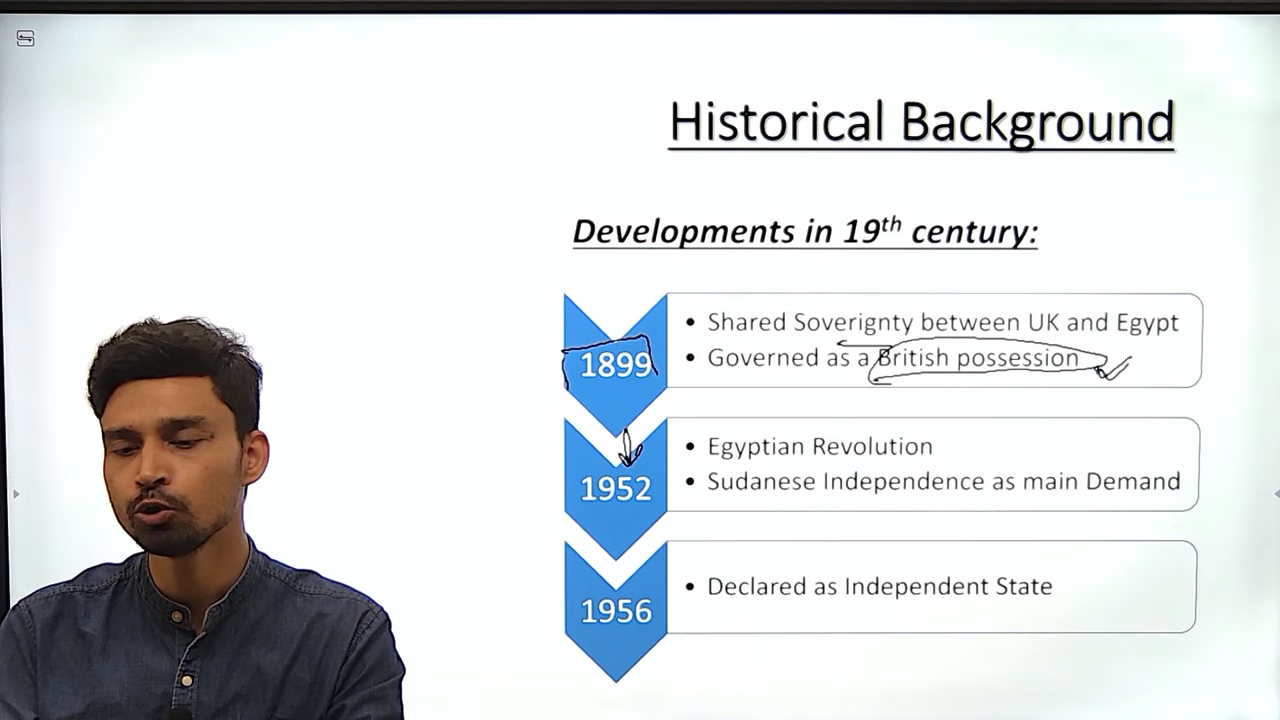 Historical Background
Developments in 19th century:
1899
• Shared Soverignty between UK and Egypt
• Governed as a British possession
1952
• Egyptian Revolution
• Sudanese Independence as main Demand
1956
• Declared as Independent State